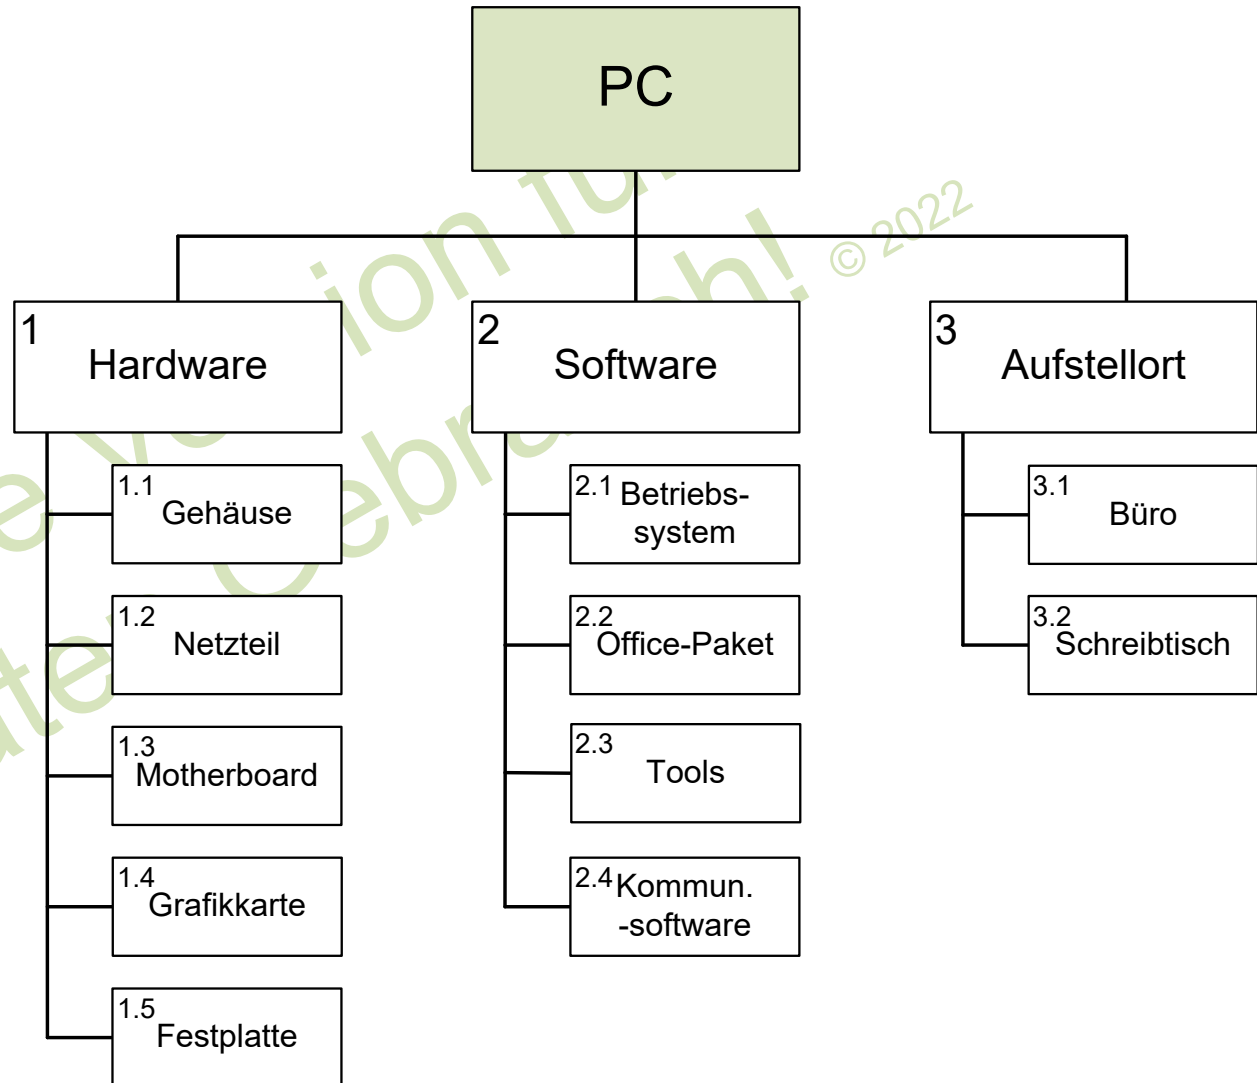 PC
1
Hardware
2
Software
3
Aufstellort
1.1
Gehäuse
1.2
Netzteil
1.3
Motherboard
1.4
Grafikkarte
1.5
Festplatte
2.1
Betriebs-
system
2.2
Office-Paket
2.3
Tools
2.4
Kommun.
-software
3.1
Büro
3.2
Schreibtisch
© 2022